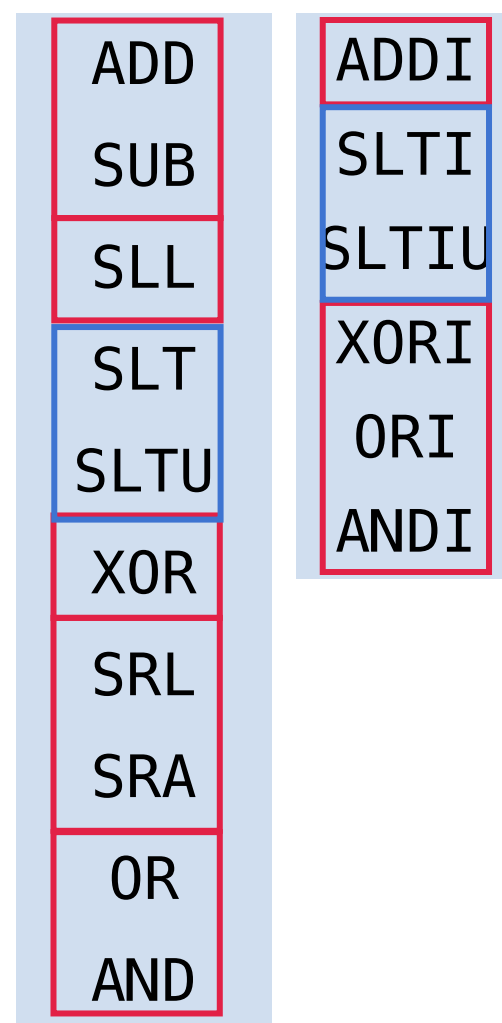 ADD
SUB
SLL
SLT
SLTU
XOR
SRL
SRA
OR
AND
ADDI
SLTI
SLTIU
XORI
ORI
ANDI